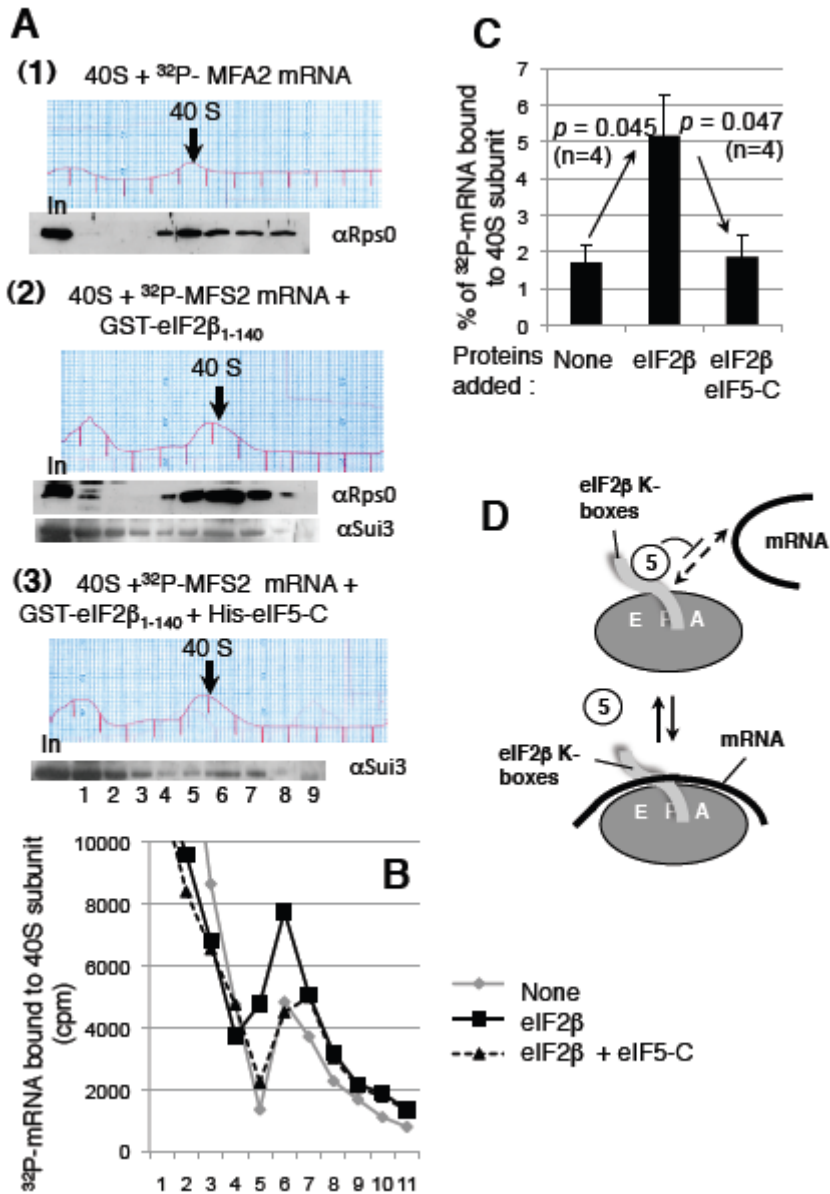 A
(1) 40S + ³²P- MFA2 mRNA
40 S
In
αRps0
(2) 40S + ³²P-MFS2 mRNA +
GST-eIF2β₁₋₁₄₀
40 S
In
αRps0
αSui3
(3) 40S +³²P-MFS2 mRNA +
GST-eIF2β₁₋₁₄₀ + His-eIF5-C
40 S
In
αSui3
1 2 3 4 5 6 7 8 9
B
³²P-mRNA bound to 40S subunit
(cpm)
10000
8000
6000
4000
2000
0
1 2 3 4 5 6 7 8 9 10 11
None
eIF2β
eIF2β + eIF5-C
C
% of ³²P-mRNA bound
to 40S subunit
7
6
5
4
3
2
1
0
p = 0.045
(n=4)
p = 0.047
(n=4)
Proteins
added :
None
eIF2β
eIF2β
eIF5-C
D
eIF2β K-
boxes
5
mRNA
E P A
5
eIF2β K-
boxes
mRNA
E P A